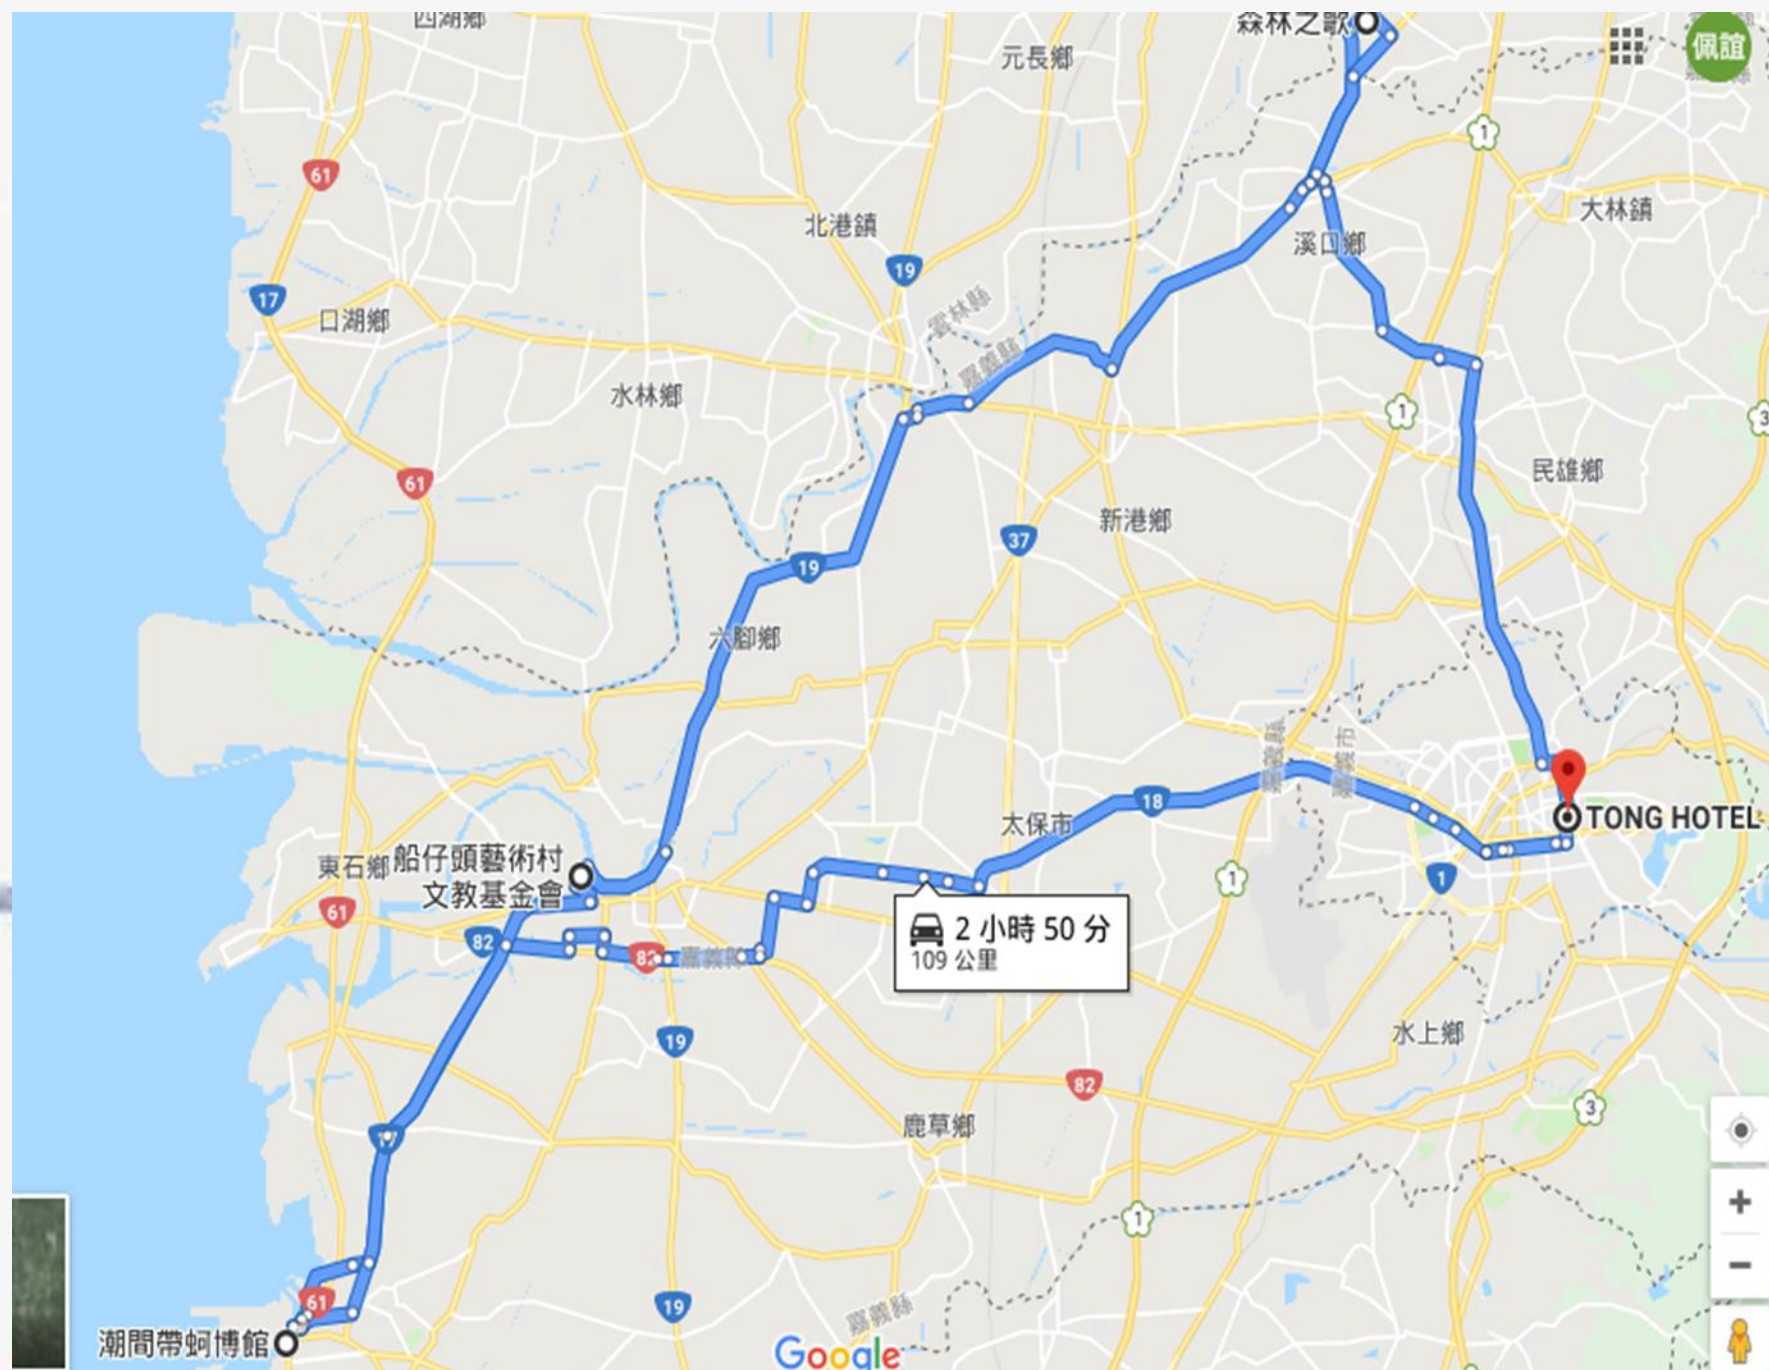 四湖鄉
森林之歌
佩誼
元長鄉
1
61
大林鎮
北港鎮
溪口鄉
19
17
雲林縣
口湖鄉
嘉義縣
水林鄉
1
3
61
民雄鄉
新港鄉
37
19
六腳鄉
嘉義縣
嘉義市
18
TONG HOTEL
太保市
船仔頭藝術村
文教基金會
東石鄉
1
1
61
82
2 小時 50 分
109 公里
82
嘉義縣
19
水上鄉
82
3
鹿草鄉
17
1
61
19
嘉義縣
潮間帶蚵博館
Google